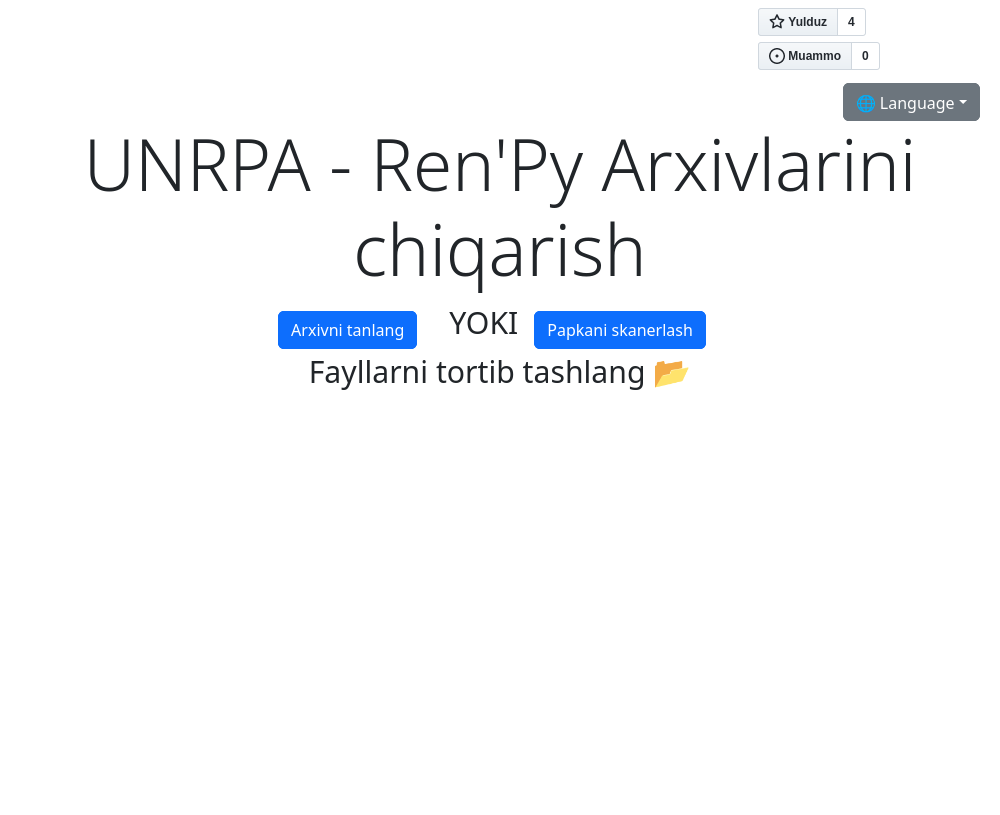 Yulduz 4
Muammo 0
🌐 Language
UNRPA - Ren'Py Arxivlarini
chiqarish
Arxivni tanlang YOKI Papkani skanerlash
Fayllarni tortib tashlang 📂